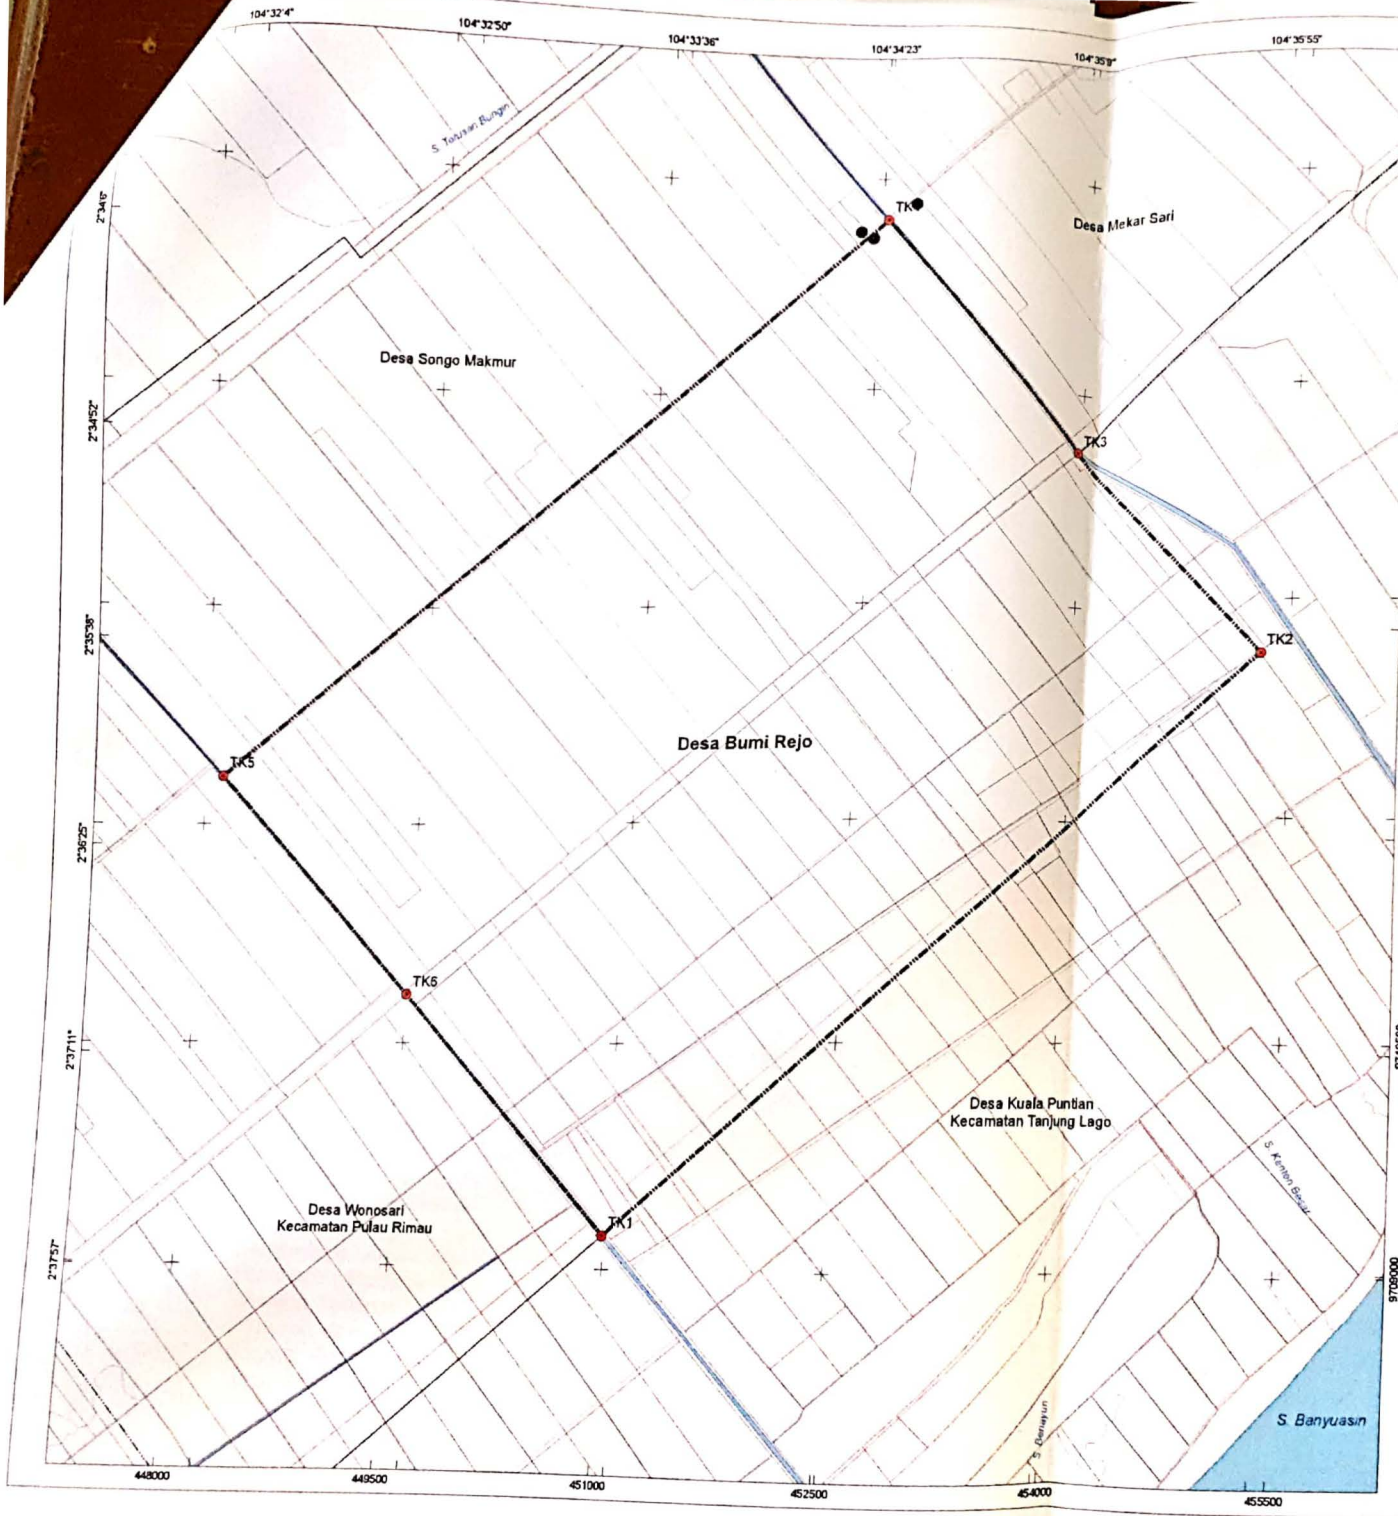 104°32'4"
104°32'50"
104°33'36"
104°34'23"
104°35'9"
104°35'55"
S. Terusan Bungin
2°34'6"
TK4
Desa Mekar Sari
Desa Songo Makmur
2°34'52"
TK3
2°35'38"
TK2
Desa Bumi Rejo
TK5
2°36'25"
TK6
2°37'11"
Desa Kuala Puntian
Kecamatan Tanjung Lago
S. Kenten Besar
Desa Wonosari
Kecamatan Pulau Rimau
TK1
2°37'57"
9709000
S. Benayun
S. Banyuasin
448000
449500
451000
452500
454000
455500